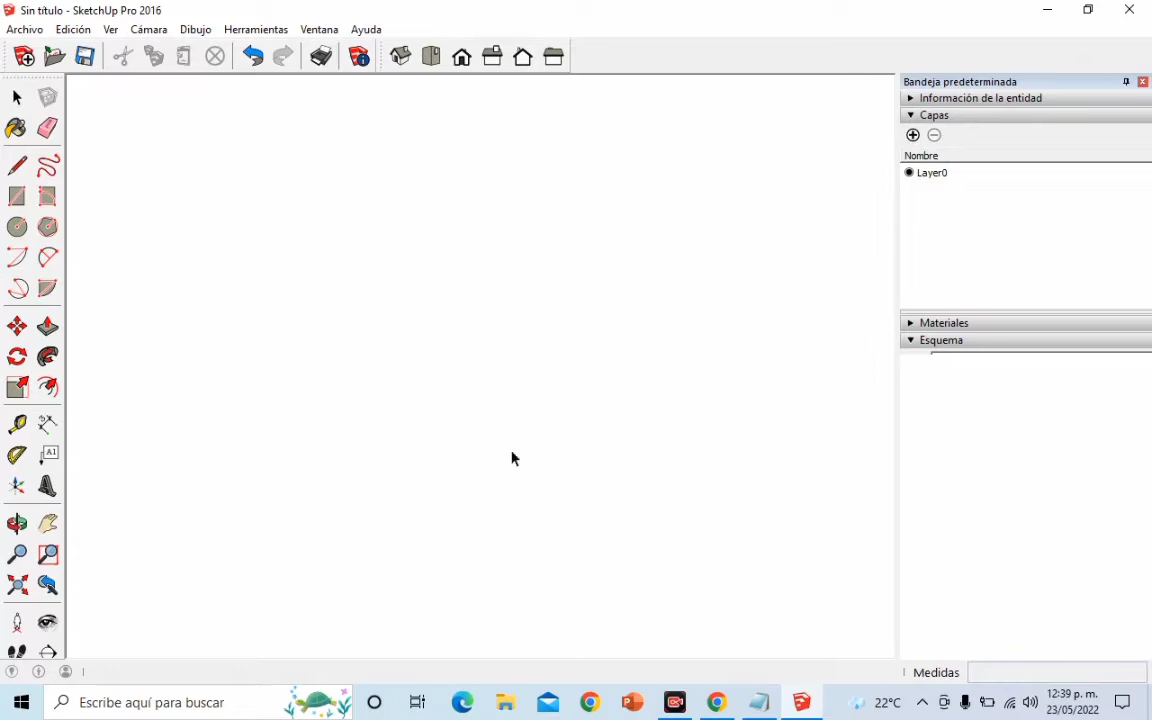 Sin título - SketchUp Pro 2016
Archivo Edición Ver Cámara Dibujo Herramientas Ventana Ayuda
Bandeja predeterminada
Información de la entidad
Capas
Nombre
Layer0
Materiales
Esquema
A1
Medidas
Escribe aquí para buscar
22°C
12:39 p. m.
23/05/2022